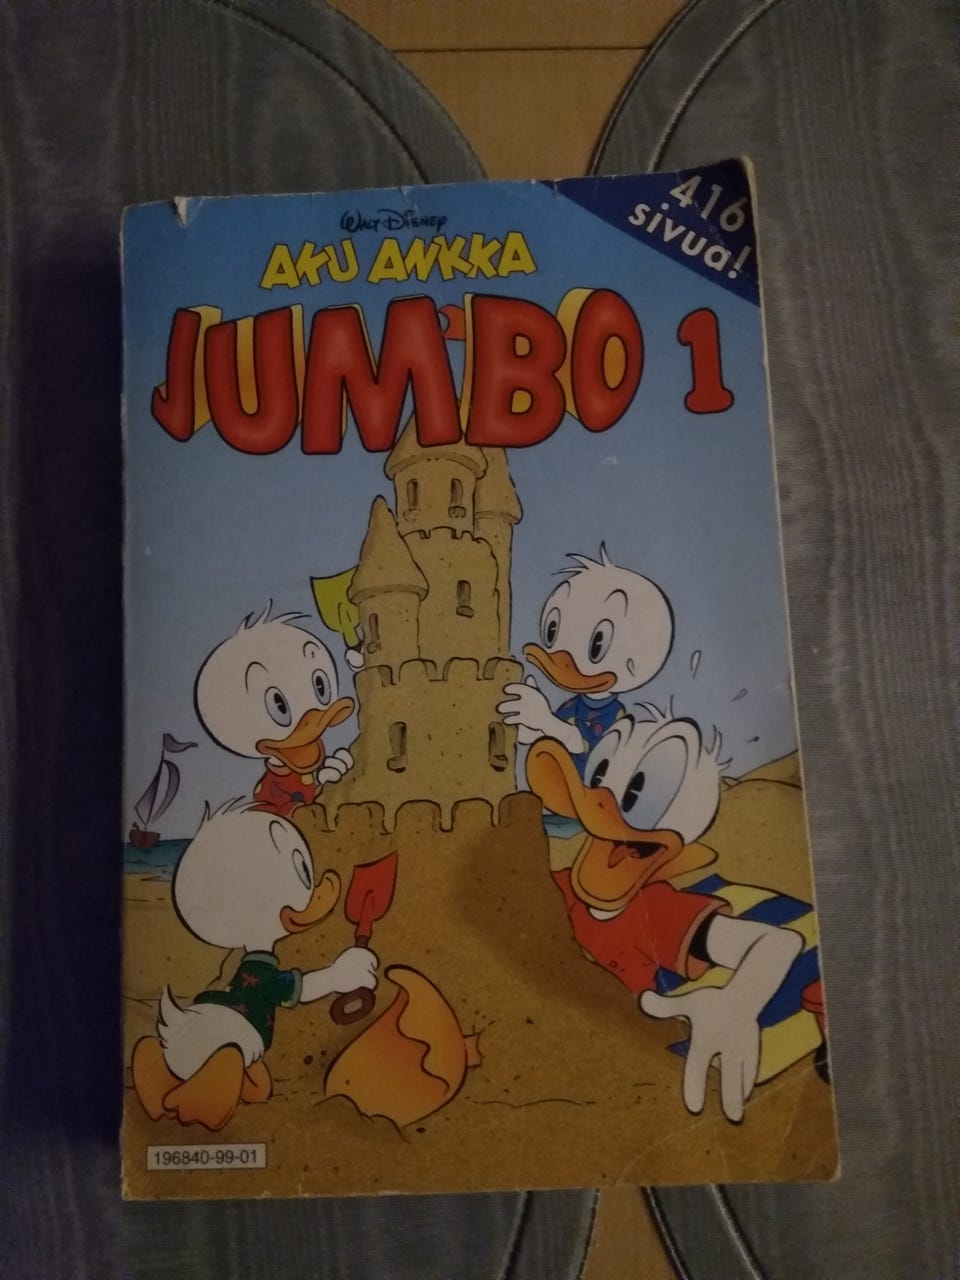 416
sivua!
WALT DISNEY
AKU ANKKA
JUMBO 1
196840-99-01